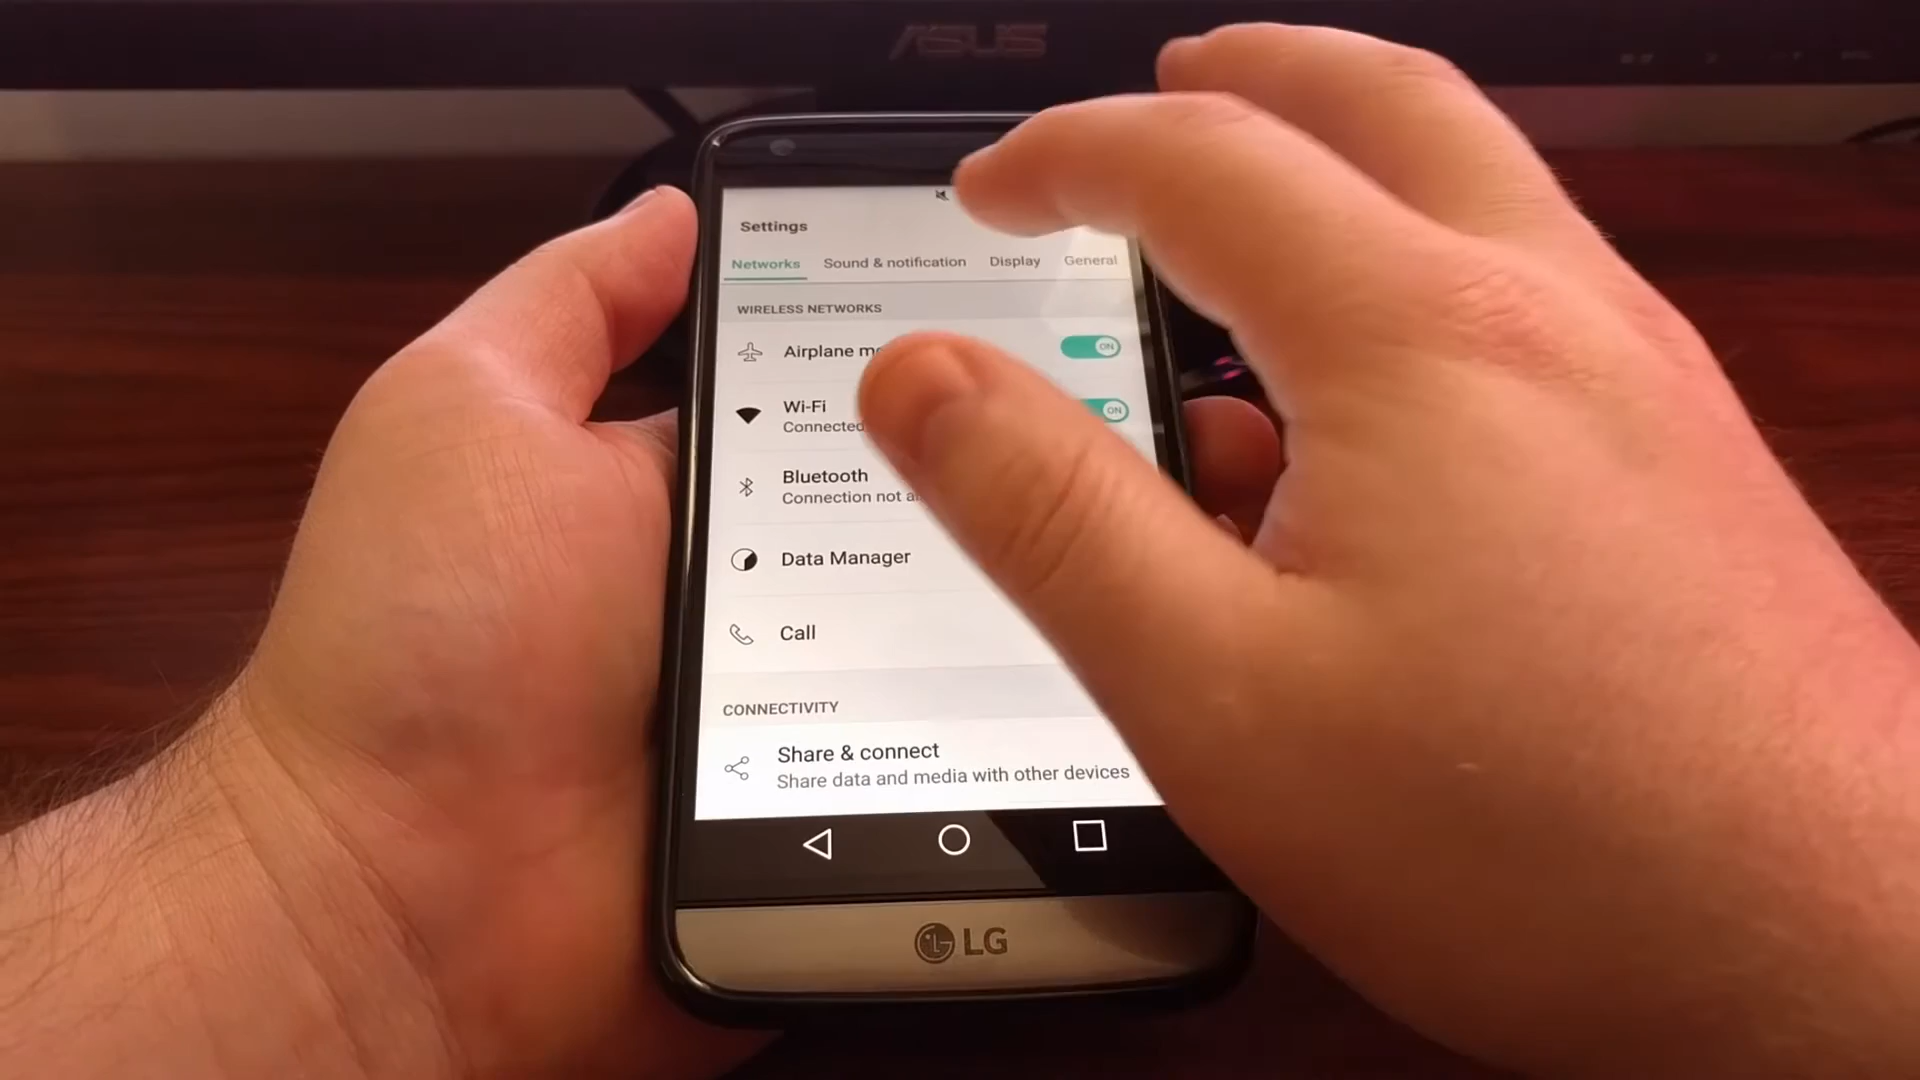 ASUS
Settings
Networks Sound & notification Display General
WIRELESS NETWORKS
Airplane
ON
Wi-Fi
ON
Connected
Bluetooth
Connection not
Data Manager
Call
CONNECTIVITY
Share & connect
Share data and media with other devices
LG